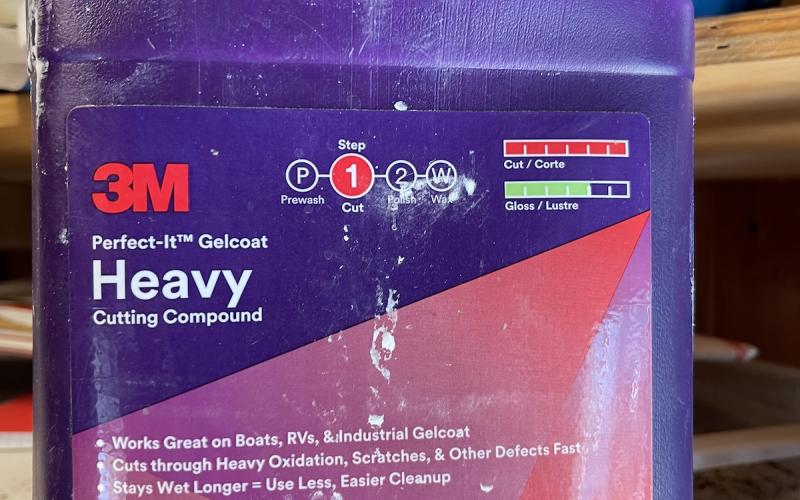 Step
P 1 2 W
Prewash Polish Wax
Cut
Cut / Corte
Gloss / Lustre
3M
Perfect-It™ Gelcoat
Heavy
Cutting Compound
• Works Great on Boats, RVs, & Industrial Gelcoat
• Cuts through Heavy Oxidation, Scratches, & Other Defects Fast
• Stays Wet Longer = Use Less, Easier Cleanup